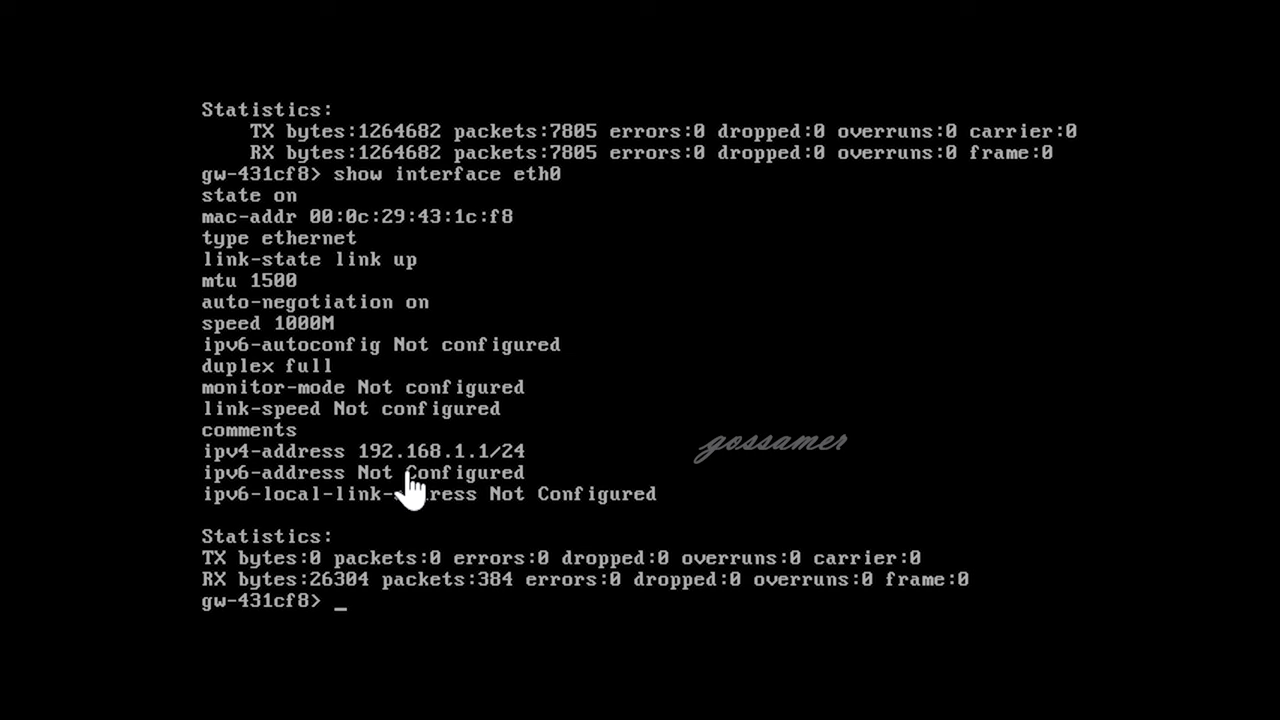 Statistics:
TX bytes:1264682 packets:7805 errors:0 dropped:0 overruns:0 carrier:0
RX bytes:1264682 packets:7805 errors:0 dropped:0 overruns:0 frame:0
gw-431cf8> show interface eth0
state on
mac-addr 00:0c:29:43:1c:f8
type ethernet
link-state link up
mtu 1500
auto-negotiation on
speed 1000M
ipv6-autoconfig Not configured
duplex full
monitor-mode Not configured
link-speed Not configured
comments
ipv4-address 192.168.1.1/24
gossamer
ipv6-address Not Configured
ipv6-local-link-address Not Configured
Statistics:
TX bytes:0 packets:0 errors:0 dropped:0 overruns:0 carrier:0
RX bytes:26304 packets:384 errors:0 dropped:0 overruns:0 frame:0
gw-431cf8> _